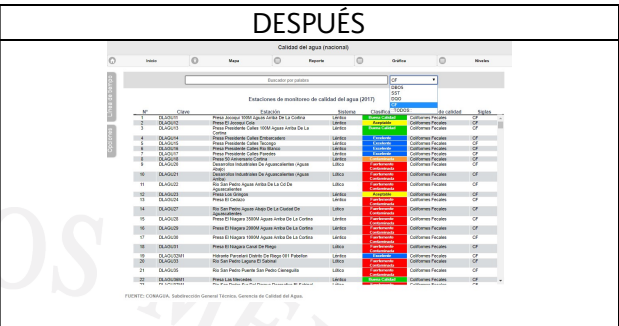 DESPUÉS
Calidad del agua (nacional)
Inicio Mapa Reporte Gráfica Niveles
Buscador por palabra CF
DBO5
SST
DQO
CF
TODOS
Línea de tiempo
Opciones
Estaciones de monitoreo de calidad del agua (2017)
N° Clave Estación Sistema Clasifica de calidad Siglas
1 DLAGU1 Presa Jocoqui 100M Aguas Arriba De La Cortina Léntico Buena Calidad Coliformes Fecales CF
2 DLAGU12 Presa El Jocoqui Cola Léntico Aceptable Coliformes Fecales CF
3 DLAGU13 Presa Presidente Calles 100M Aguas Arriba De La Cortina Léntico Buena Calidad Coliformes Fecales CF
4 DLAGU14 Presa Presidente Calles Embarcadero Léntico Excelente Coliformes Fecales CF
5 DLAGU15 Presa Presidente Calles Tecongo Léntico Excelente Coliformes Fecales CF
6 DLAGU16 Presa Presidente Calles Rio Blanco Léntico Excelente Coliformes Fecales CF
7 DLAGU17 Presa Presidente Calles Paredes Léntico Excelente Coliformes Fecales CF
8 DLAGU18 Presa 50 Aniversario Cortina Léntico Contaminada Coliformes Fecales CF
9 DLAGU20 Desarrollos Industriales De Aguascalientes (Aguas Abajo) Lótico Fuertemente Contaminada Coliformes Fecales CF
10 DLAGU21 Desarrollos Industriales De Aguascalientes (Aguas Arriba) Lótico Fuertemente Contaminada Coliformes Fecales CF
11 DLAGU22 Rio San Pedro Aguas Arriba De La Cd De Aguascalientes Lótico Fuertemente Contaminada Coliformes Fecales CF
12 DLAGU23 Presa Los Gringos Léntico Aceptable Coliformes Fecales CF
13 DLAGU24 Presa El Cedazo Léntico Fuertemente Contaminada Coliformes Fecales CF
14 DLAGU27 Rio San Pedro Aguas Abajo De La Ciudad De Aguascalientes Lótico Fuertemente Contaminada Coliformes Fecales CF
15 DLAGU28 Presa El Niagara 3500M Aguas Arriba De La Cortina Léntico Fuertemente Contaminada Coliformes Fecales CF
16 DLAGU29 Presa El Niagara 2000M Aguas Arriba De La Cortina Léntico Fuertemente Contaminada Coliformes Fecales CF
17 DLAGU30 Presa El Niagara 1000M Aguas Arriba De La Cortina Léntico Fuertemente Contaminada Coliformes Fecales CF
18 DLAGU31 Presa El Niagara Canal De Riego Lótico Fuertemente Contaminada Coliformes Fecales CF
19 DLAGU32M1 Hidrante Parcelario Distrito De Riego 001 Pabellon Léntico Excelente Coliformes Fecales CF
20 DLAGU33 Rio San Pedro Laguna El Sabinal Lótico Fuertemente Contaminada Coliformes Fecales CF
21 DLAGU35 Rio San Pedro Puente San Pedro Cieneguilla Lótico Fuertemente Contaminada Coliformes Fecales CF
22 DLAGU36M1 Presa Las Mercedes Léntico Buena Calidad Coliformes Fecales CF
FUENTE: CONAGUA. Subdirección General Técnica. Gerencia de Calidad del Agua.